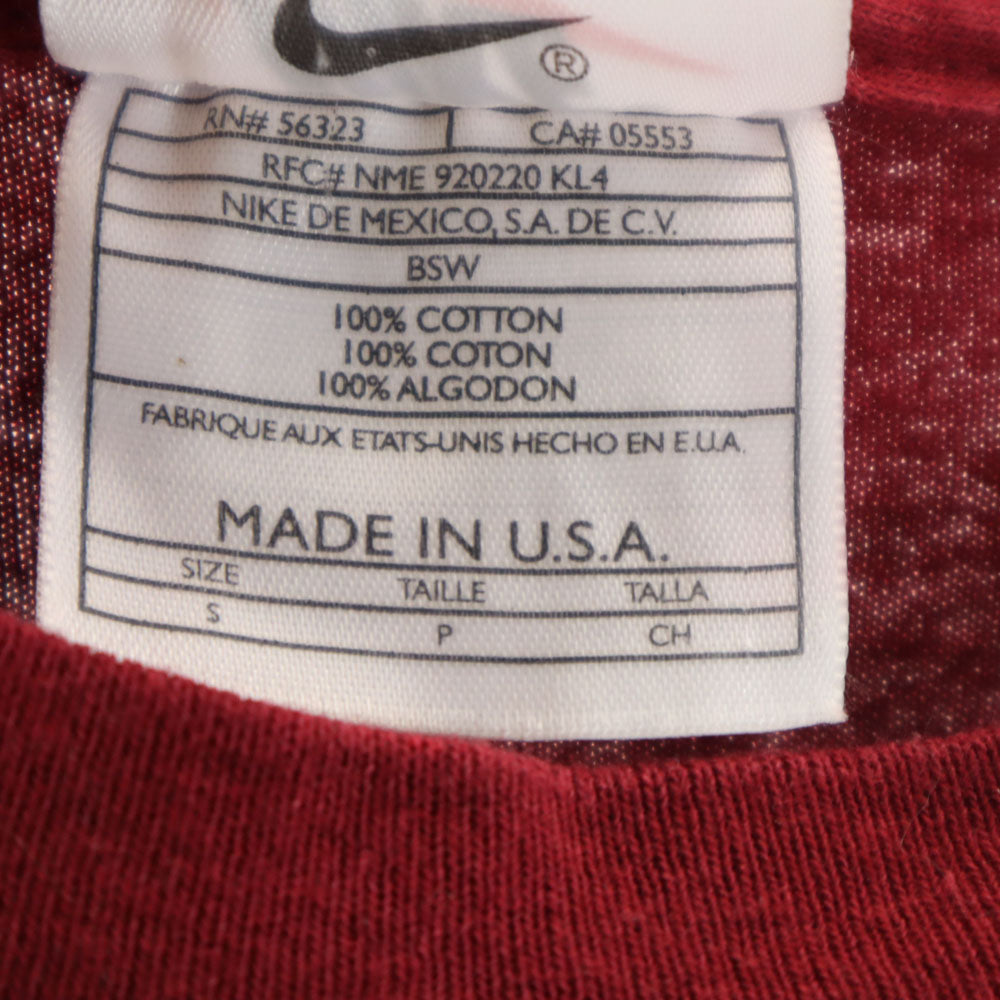 ®
RN# 56323 CA# 05553
RFC# NME 920220 KL4
NIKE DE MEXICO, S.A. DE C.V.
BSW
100% COTTON
100% COTON
100% ALGODON
FABRIQUE AUX ETATS-UNIS HECHO EN E.U.A.
MADE IN U.S.A.
SIZE TAILLE TALLA
S P CH